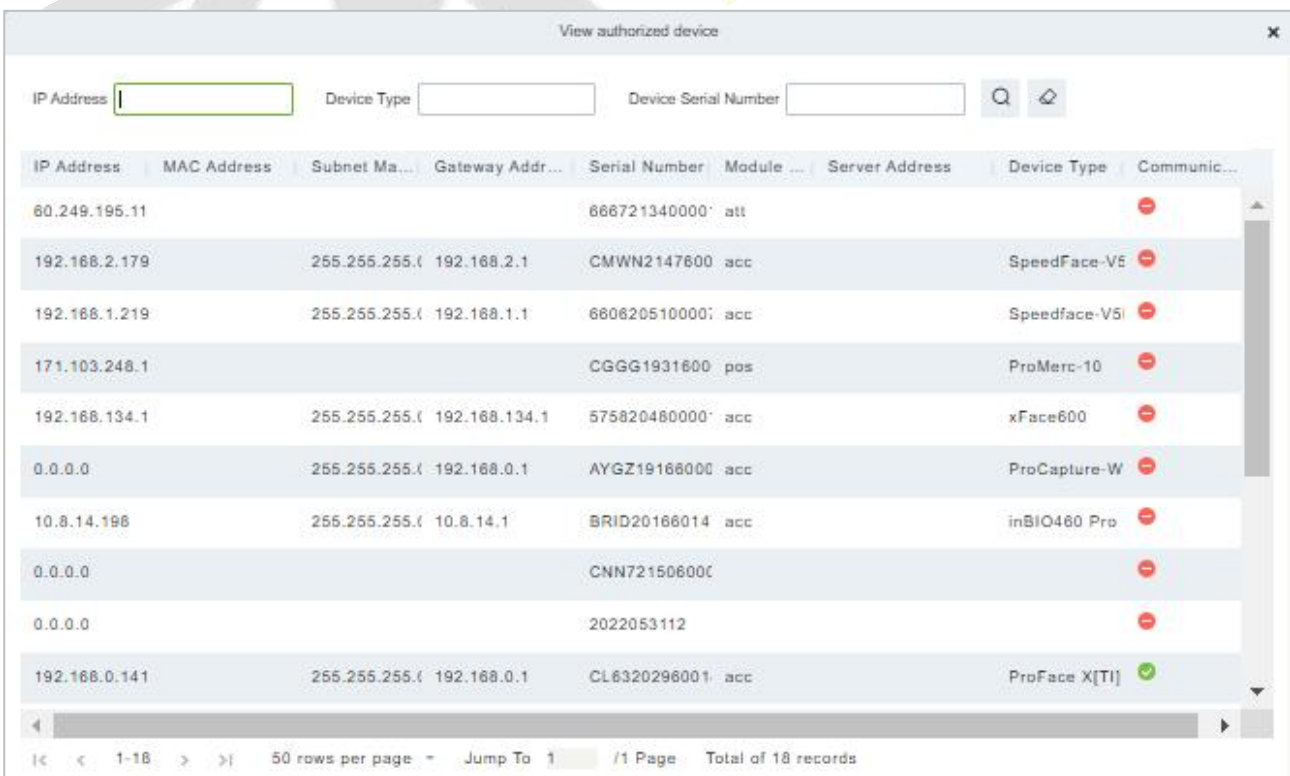 View authorized device
IP Address Device Type Device Serial Number
IP Address MAC Address Subnet Ma... Gateway Addr... Serial Number Module ... Server Address Device Type Communic...
60.249.195.11 666721340000 att
192.168.2.179 255.255.255. 192.168.2.1 CMWN2147600 acc SpeedFace-V5
192.168.1.219 255.255.255. 192.168.1.1 660620510000 acc Speedface-V5
171.103.248.1 CGGG1931600 pos ProMerc-10
192.168.134.1 255.255.255. 192.168.134.1 575820480000 acc xFace600
0.0.0.0 255.255.255. 192.168.0.1 AYGZ19166000 acc ProCapture-W
10.8.14.198 255.255.255. 10.8.14.1 BRID20166014 acc inBIO460 Pro
0.0.0.0 CNN721506000
0.0.0.0 2022053112
192.168.0.141 255.255.255. 192.168.0.1 CL6320296001 acc ProFace X[TI]
1-18 50 rows per page Jump To 1 /1 Page Total of 18 records